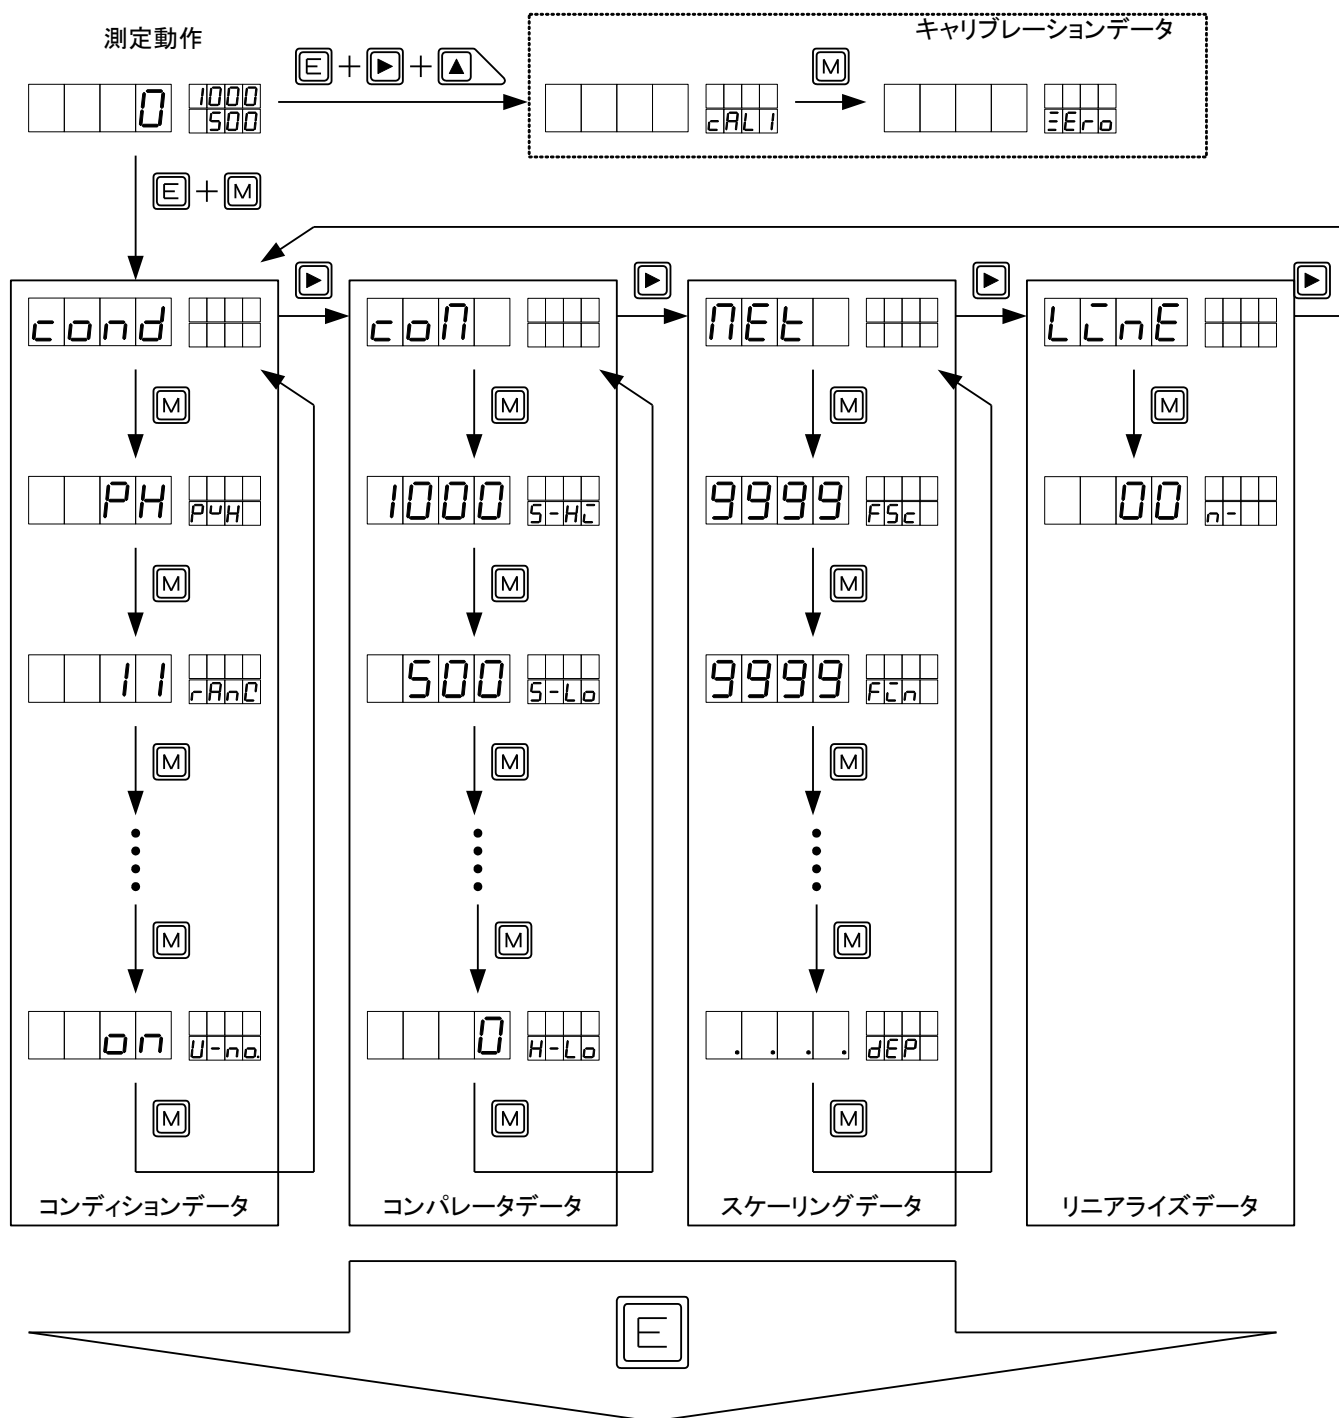 測定動作
キャリブレーションデータ
E + ▶ + ▲
M
0 1000
500
cALI
ZEro
E + M
▶ ▶ ▶ ▶
cond
coM
MEt
LinE
M M M M
PH PVH
1000 S-Hi
9999 FSc
00 n-
M M M
11 rAnG
500 S-Lo
9999 Fin
M M M
M M M
on U-no.
0 H-Lo
. . . . dEP
M M M
コンディションデータ
コンパレータデータ
スケーリングデータ
リニアライズデータ
E